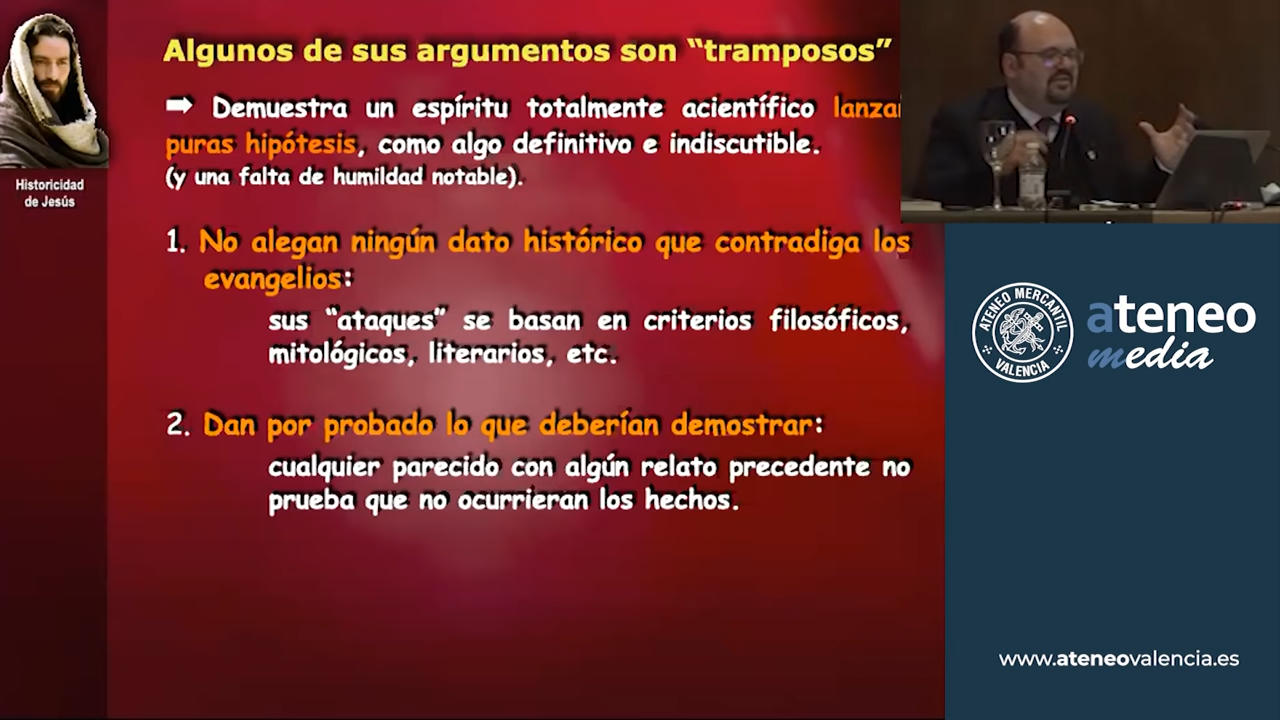 Algunos de sus argumentos son “tramposos”
➡ Demuestra un espíritu totalmente acientífico
puras hipótesis, como algo definitivo e indiscutible.
(y una falta de humildad notable).
1. No alegan ningún dato histórico que contradiga los
evangelios:
sus “ataques” se basan en criterios filosóficos,
mitológicos, literarios, etc.
2. Dan por probado lo que deberían demostrar:
cualquier parecido con algún relato precedente no
prueba que no ocurrieran los hechos.
Historicidad
de Jesús
ATENEO MERCANTIL
VALENCIA
ateneo
media
www.ateneovalencia.es